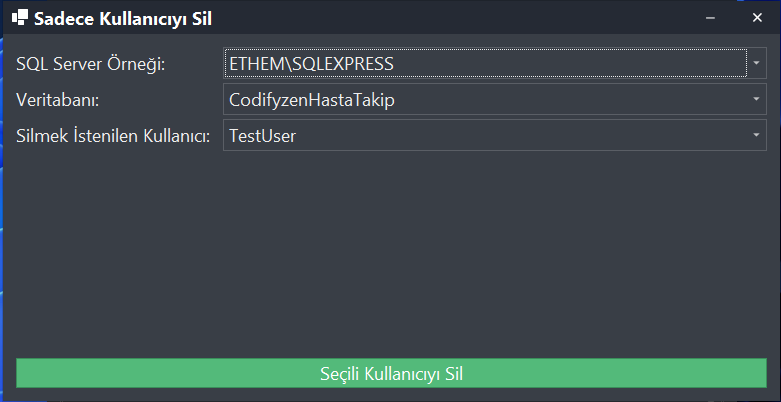 Sadece Kullanıcıyı Sil
SQL Server Örneği: ETHEM\SQLEXPRESS
Veritabanı: CodifyzenHastaTakip
Silmek İstenilen Kullanıcı: TestUser
Seçili Kullanıcıyı Sil